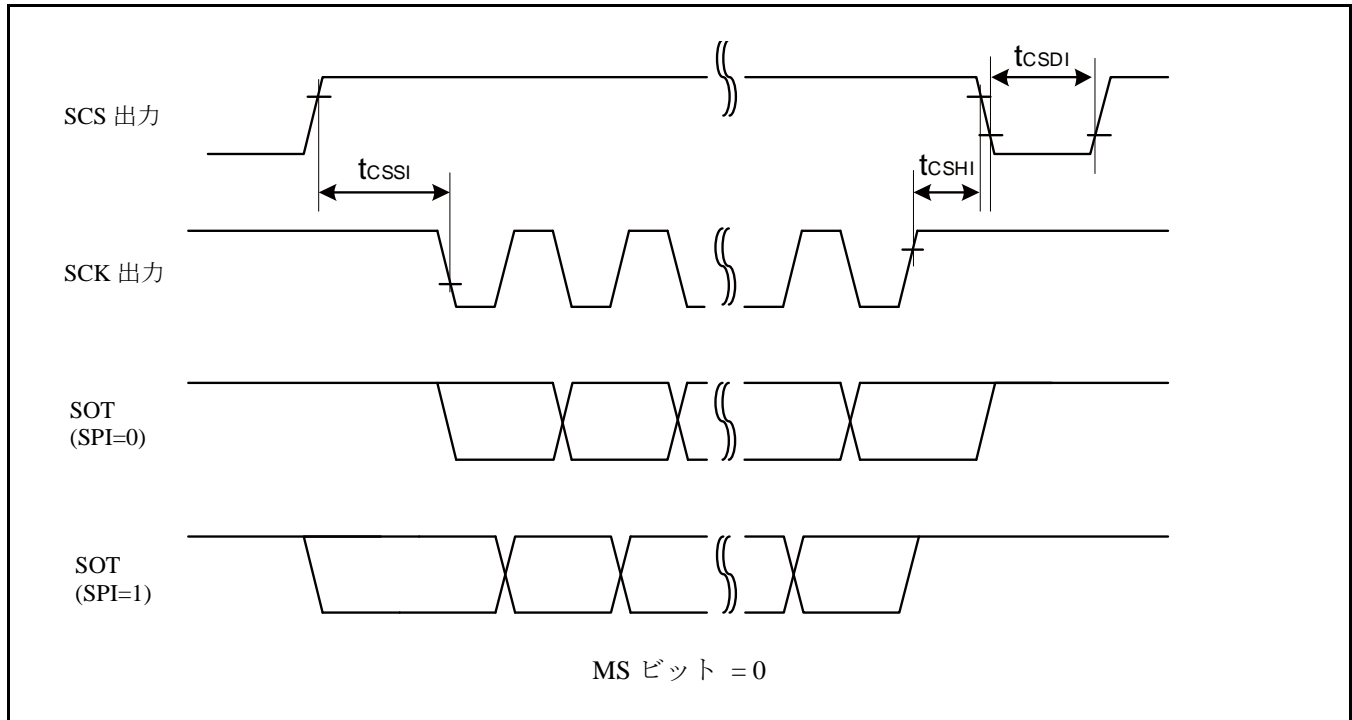 tCSDI
SCS 出力
tCSSI
tCSHI
SCK 出力
SOT
(SPI=0)
SOT
(SPI=1)
MS ビット = 0